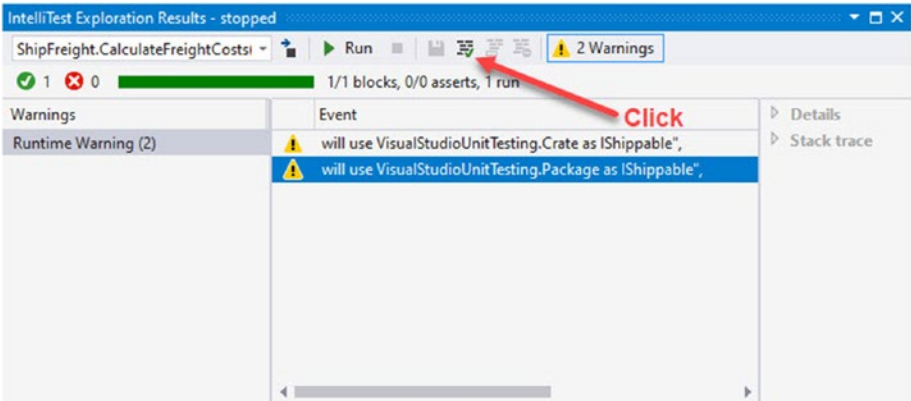 IntelliTest Exploration Results - stopped
ShipFreight.CalculateFreightCosts( Run 2 Warnings
1 0 1/1 blocks, 0/0 asserts, 1 run
Click
Warnings Event Details
Runtime Warning (2) will use VisualStudioUnitTesting.Crate as IShippable", Stack trace
will use VisualStudioUnitTesting.Package as IShippable",